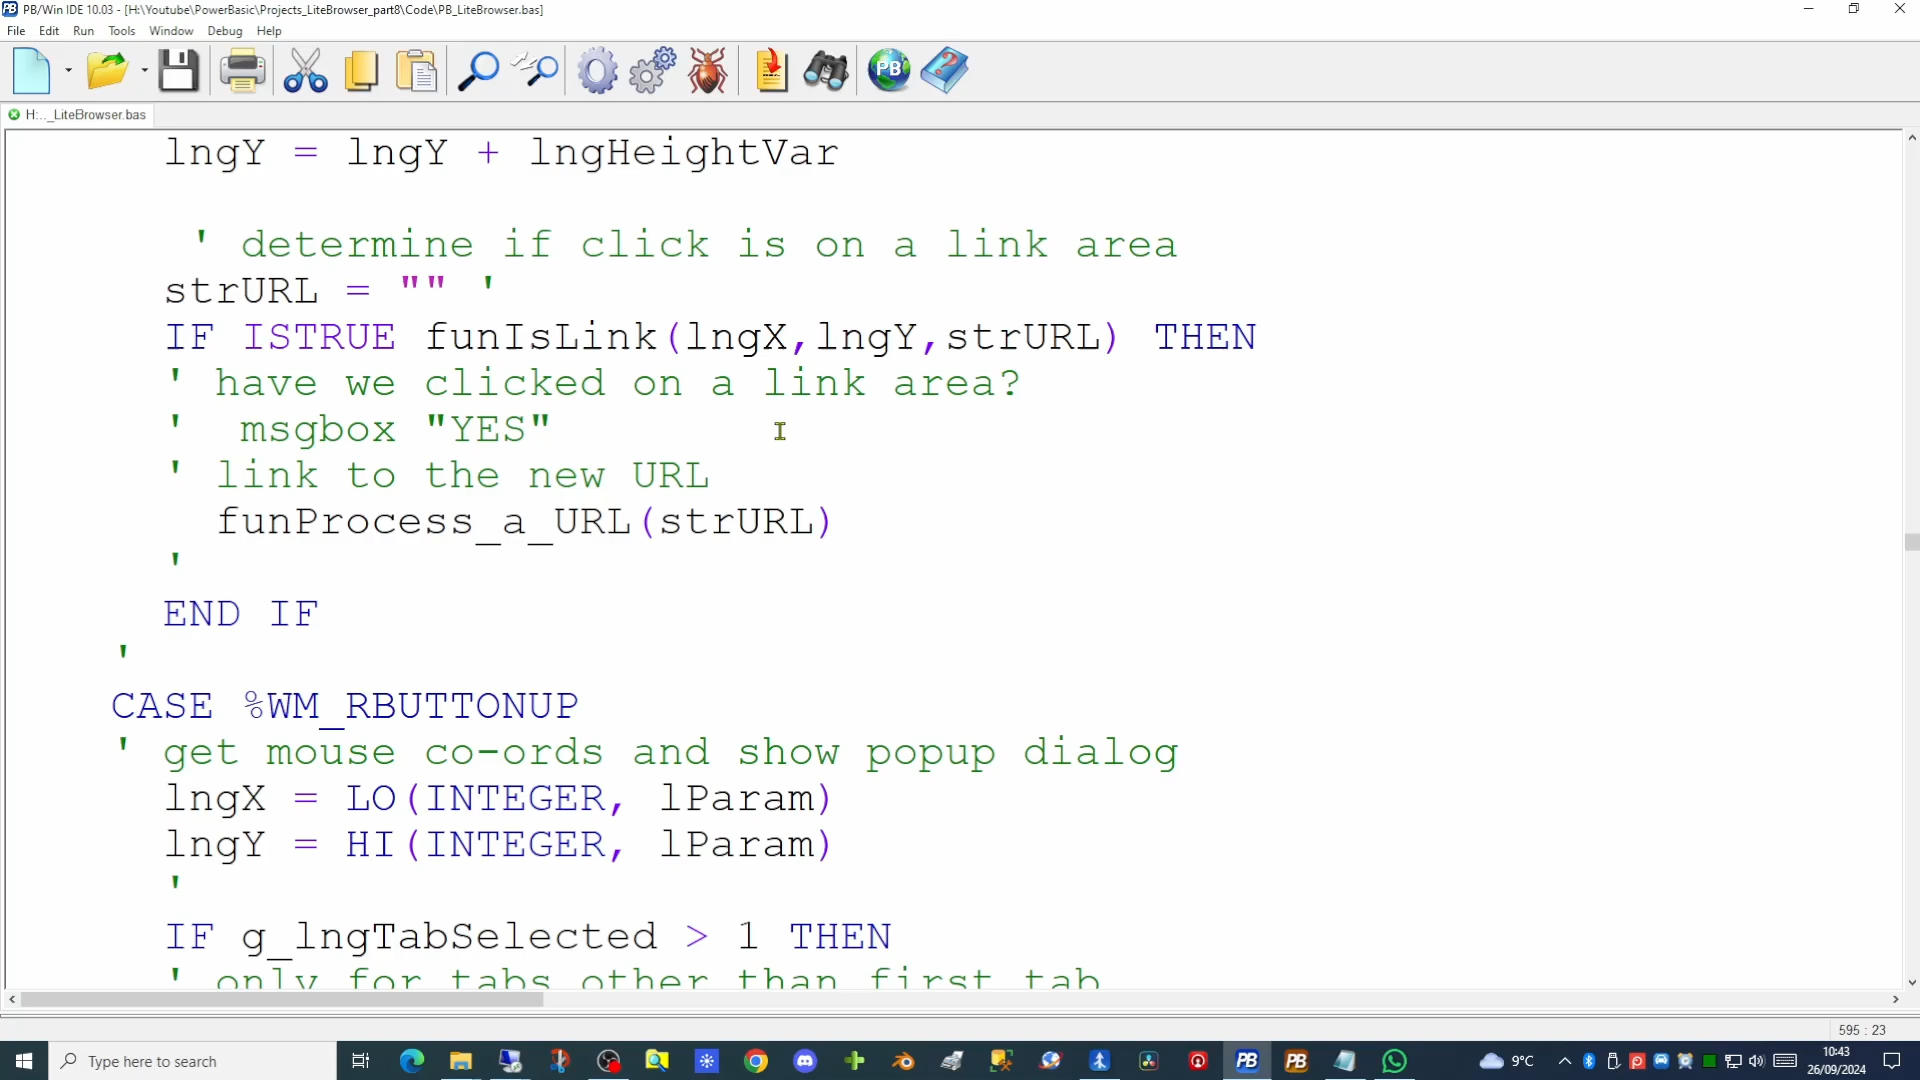 PB/Win IDE 10.03 - [H:\Youtube\PowerBasic\Projects_LiteBrowser_part8\Code\PB_LiteBrowser.bas]
File Edit Run Tools Window Debug Help
H:.._LiteBrowser.bas
lngY = lngY + lngHeightVar
' determine if click is on a link area
strURL = "" '
IF ISTRUE funIsLink(lngX,lngY,strURL) THEN
' have we clicked on a link area?
' msgbox "YES"
' link to the new URL
funProcess_a_URL(strURL)
'
END IF
'
CASE %WM_RBUTTONUP
' get mouse co-ords and show popup dialog
lngX = LO(INTEGER, lParam)
lngY = HI(INTEGER, lParam)
'
IF g_lngTabSelected > 1 THEN
' only for tabs other than first tab
595 : 23
Type here to search
9°C
10:43
26/09/2024